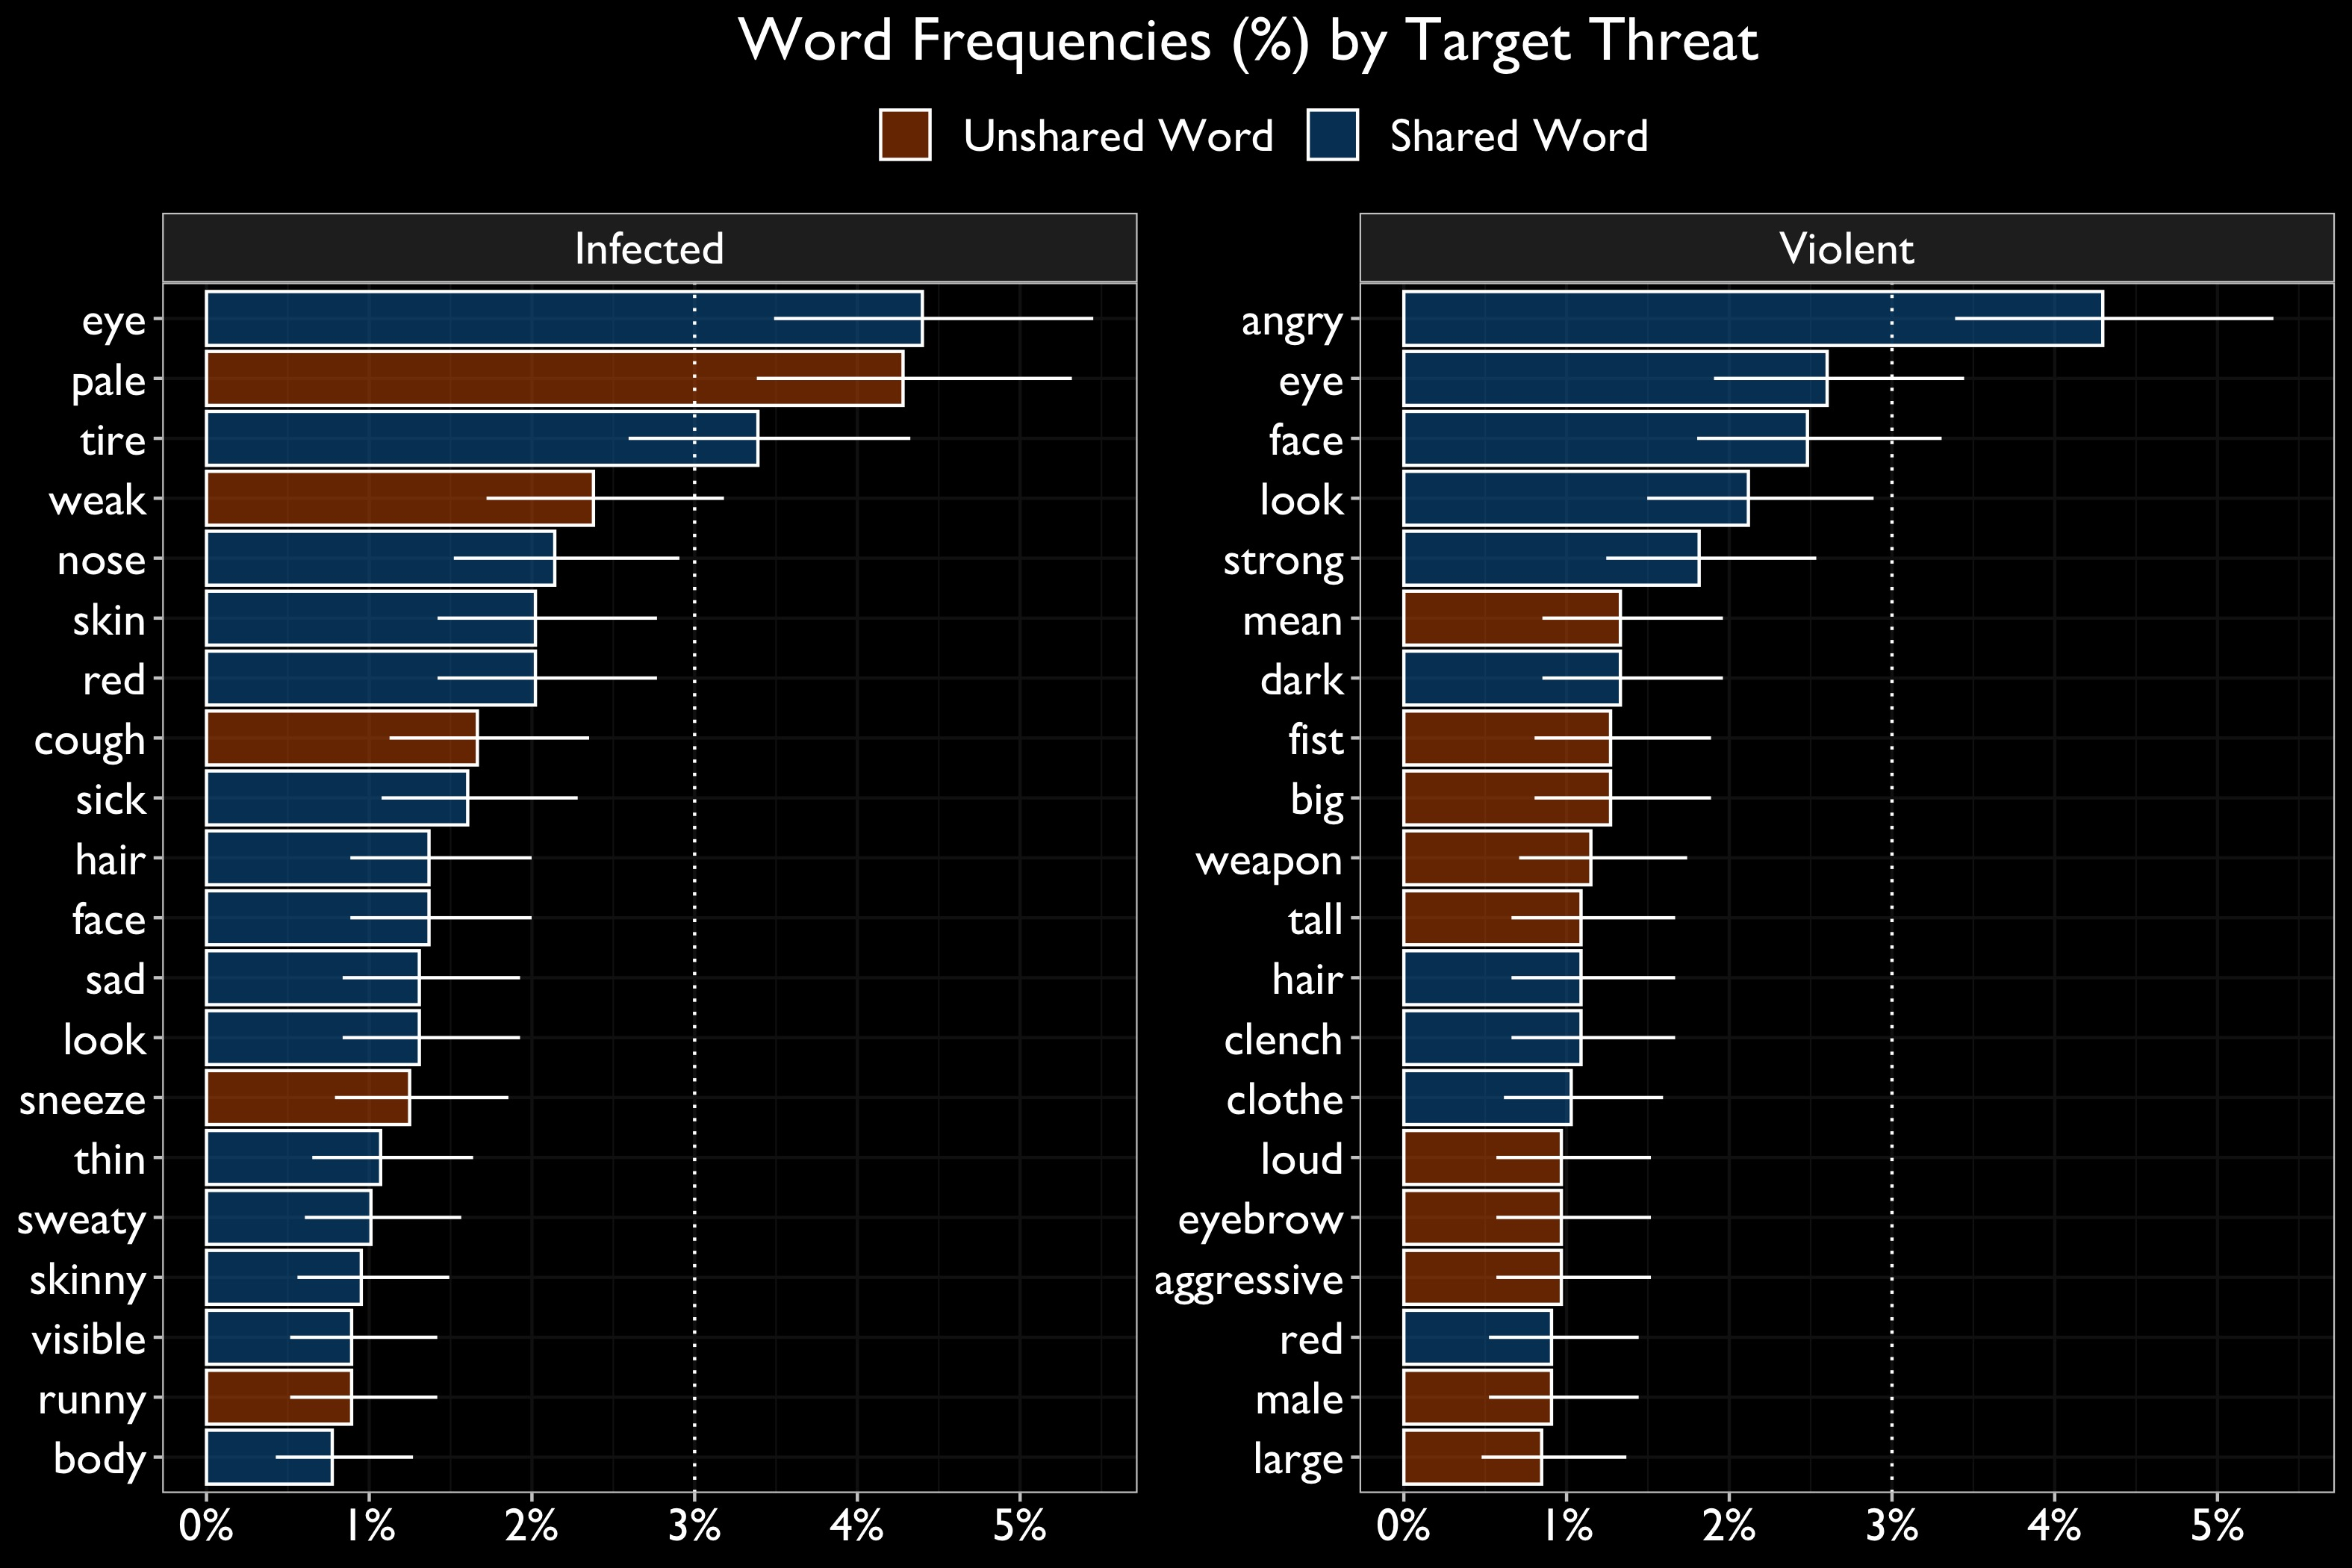 Word Frequencies (%) by Target Threat
Unshared Word
Shared Word
Infected
eye
pale
tire
weak
nose
skin
red
cough
sick
hair
face
sad
look
sneeze
thin
sweaty
skinny
visible
runny
body
0%
1%
2%
3%
4%
5%
Violent
angry
eye
face
look
strong
mean
dark
fist
big
weapon
tall
hair
clench
clothe
loud
eyebrow
aggressive
red
male
large
0%
1%
2%
3%
4%
5%